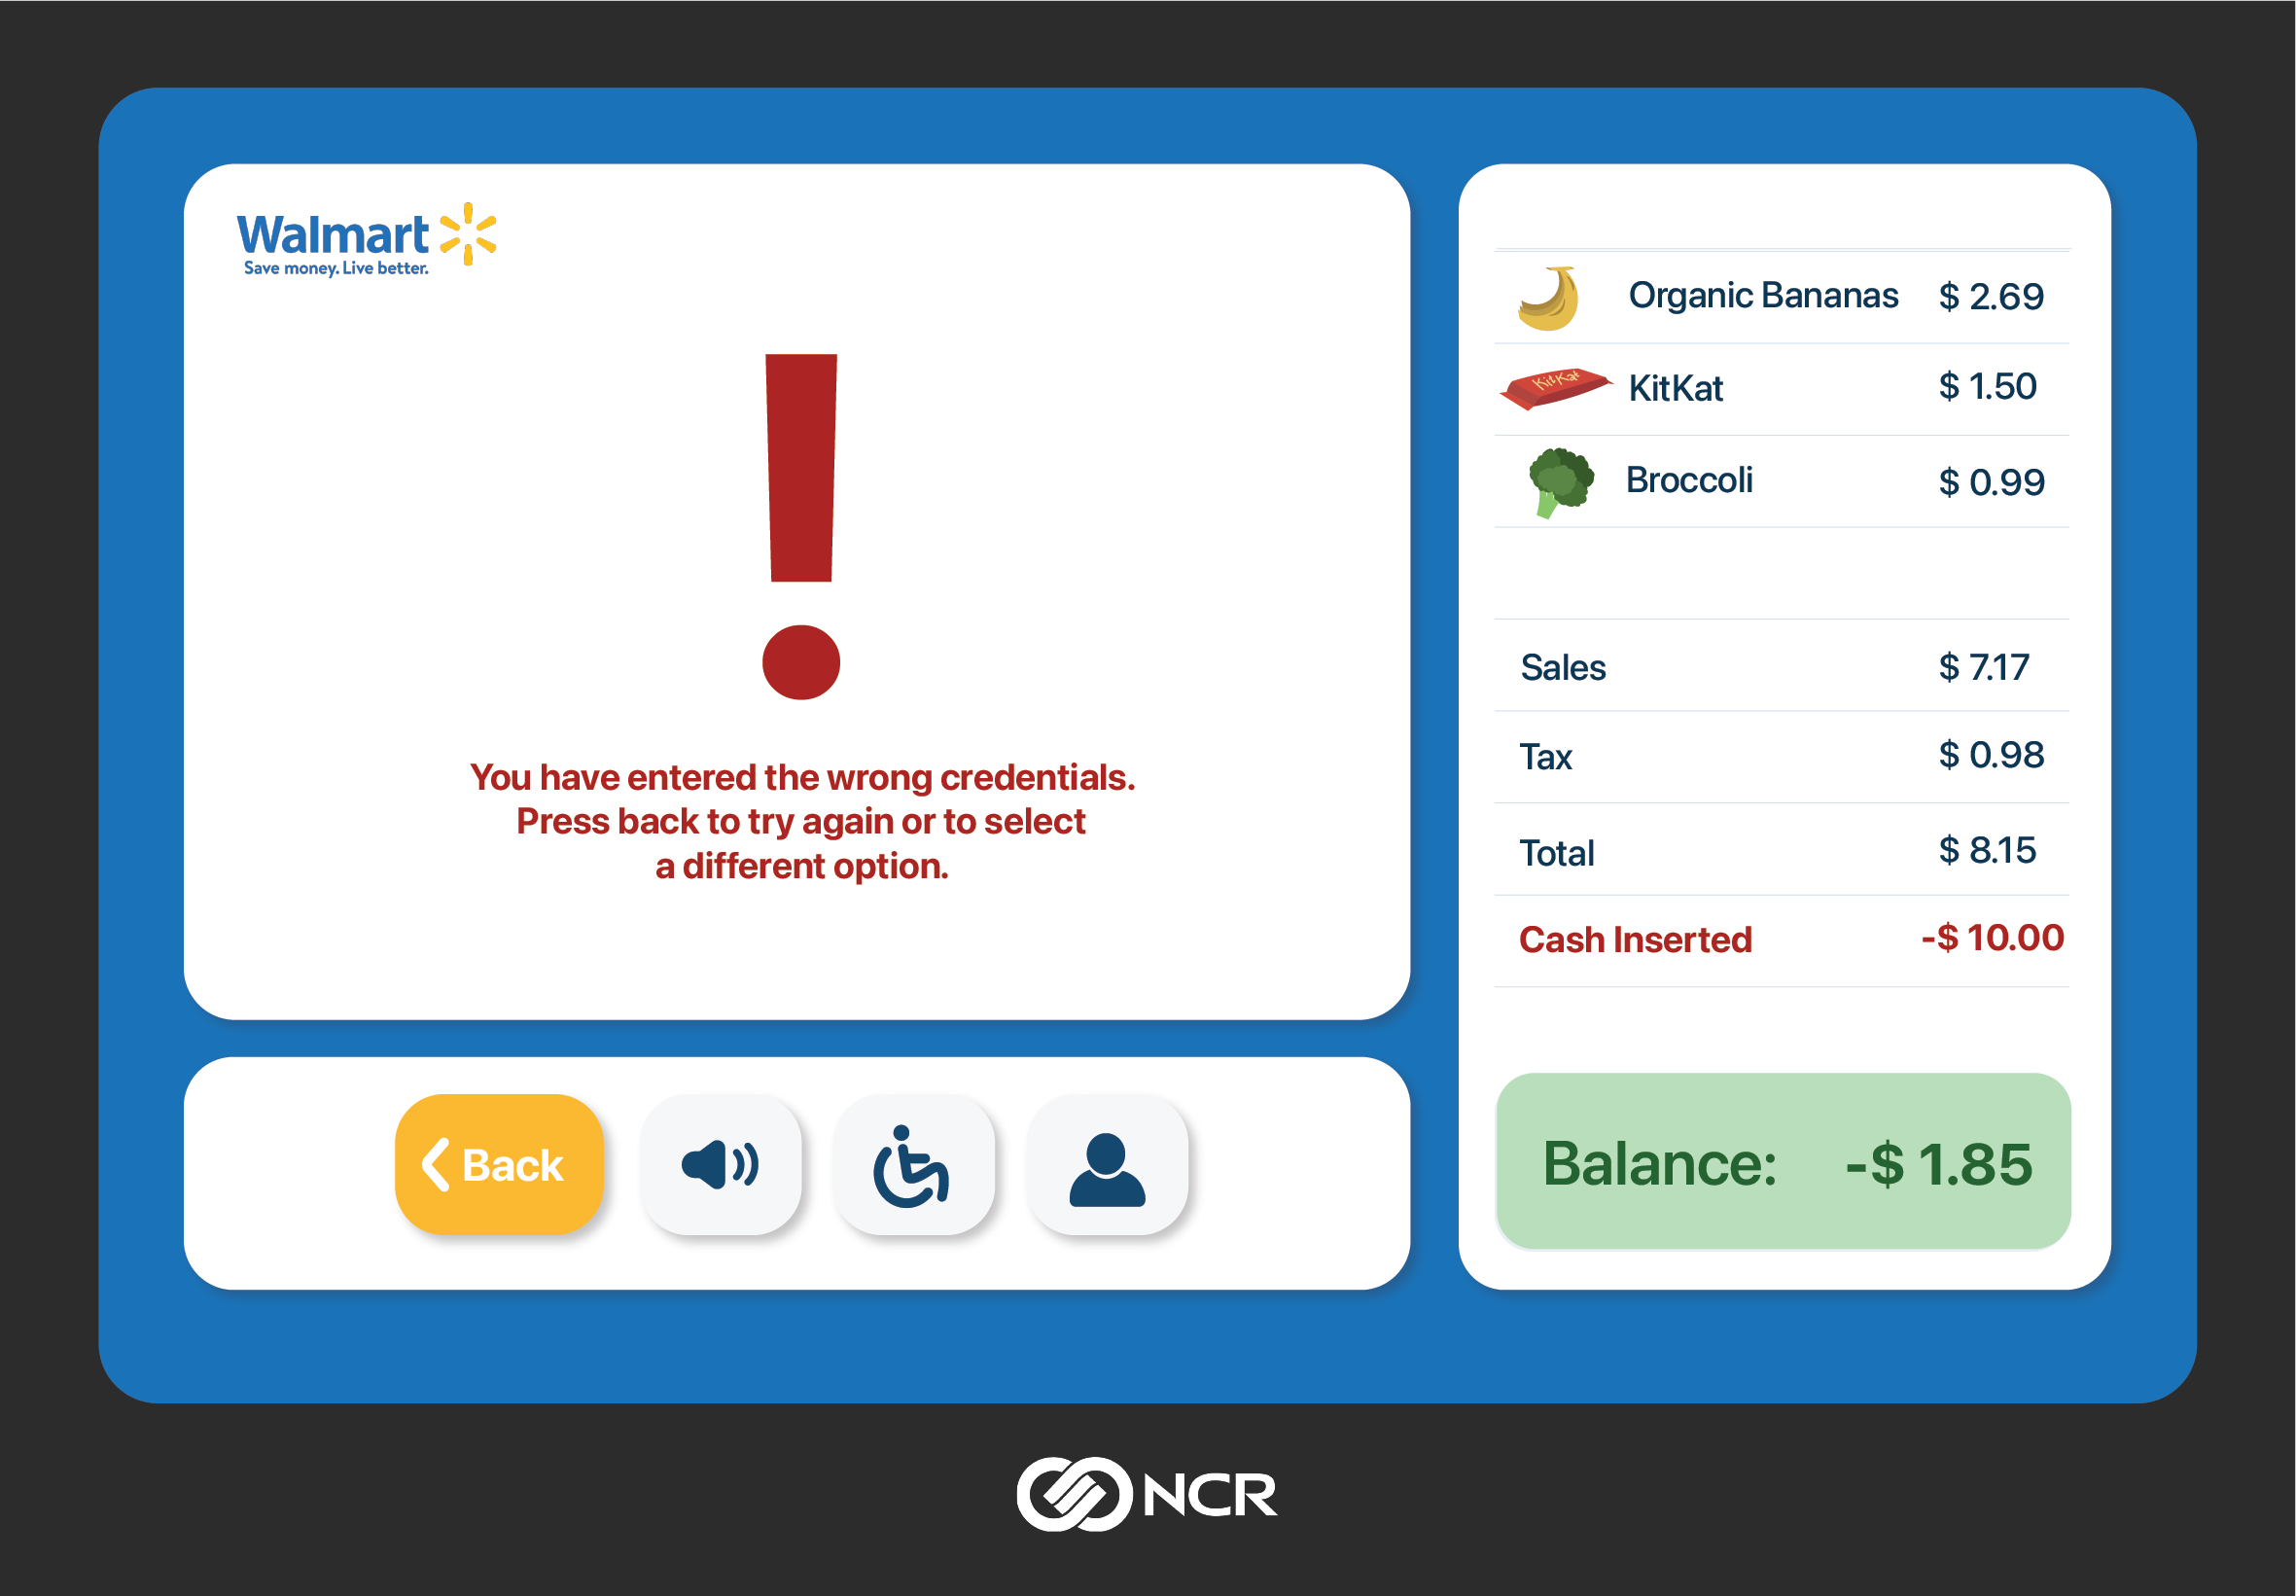 Walmart
Save money. Live better.
You have entered the wrong credentials.
Press back to try again or to select
a different option.
Back
Organic Bananas $ 2.69
KitKat
KitKat $ 1.50
Broccoli $ 0.99
Sales $ 7.17
Tax $ 0.98
Total $ 8.15
Cash Inserted -$ 10.00
Balance: -$ 1.85
NCR